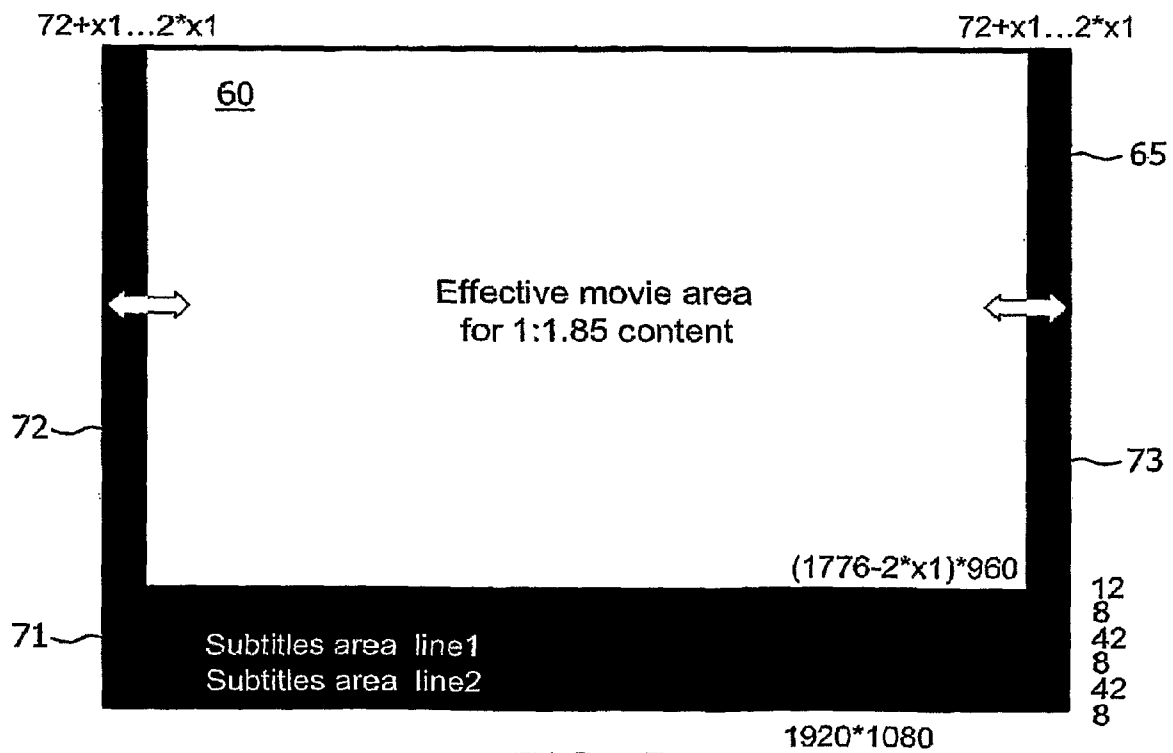 72+x1...2*x1
72+x1...2*x1
60
65
Effective movie area
for 1:1.85 content
72
73
(1776-2*x1)*960
12
8
71
Subtitles area line1
42
8
Subtitles area line2
42
8
1920*1080